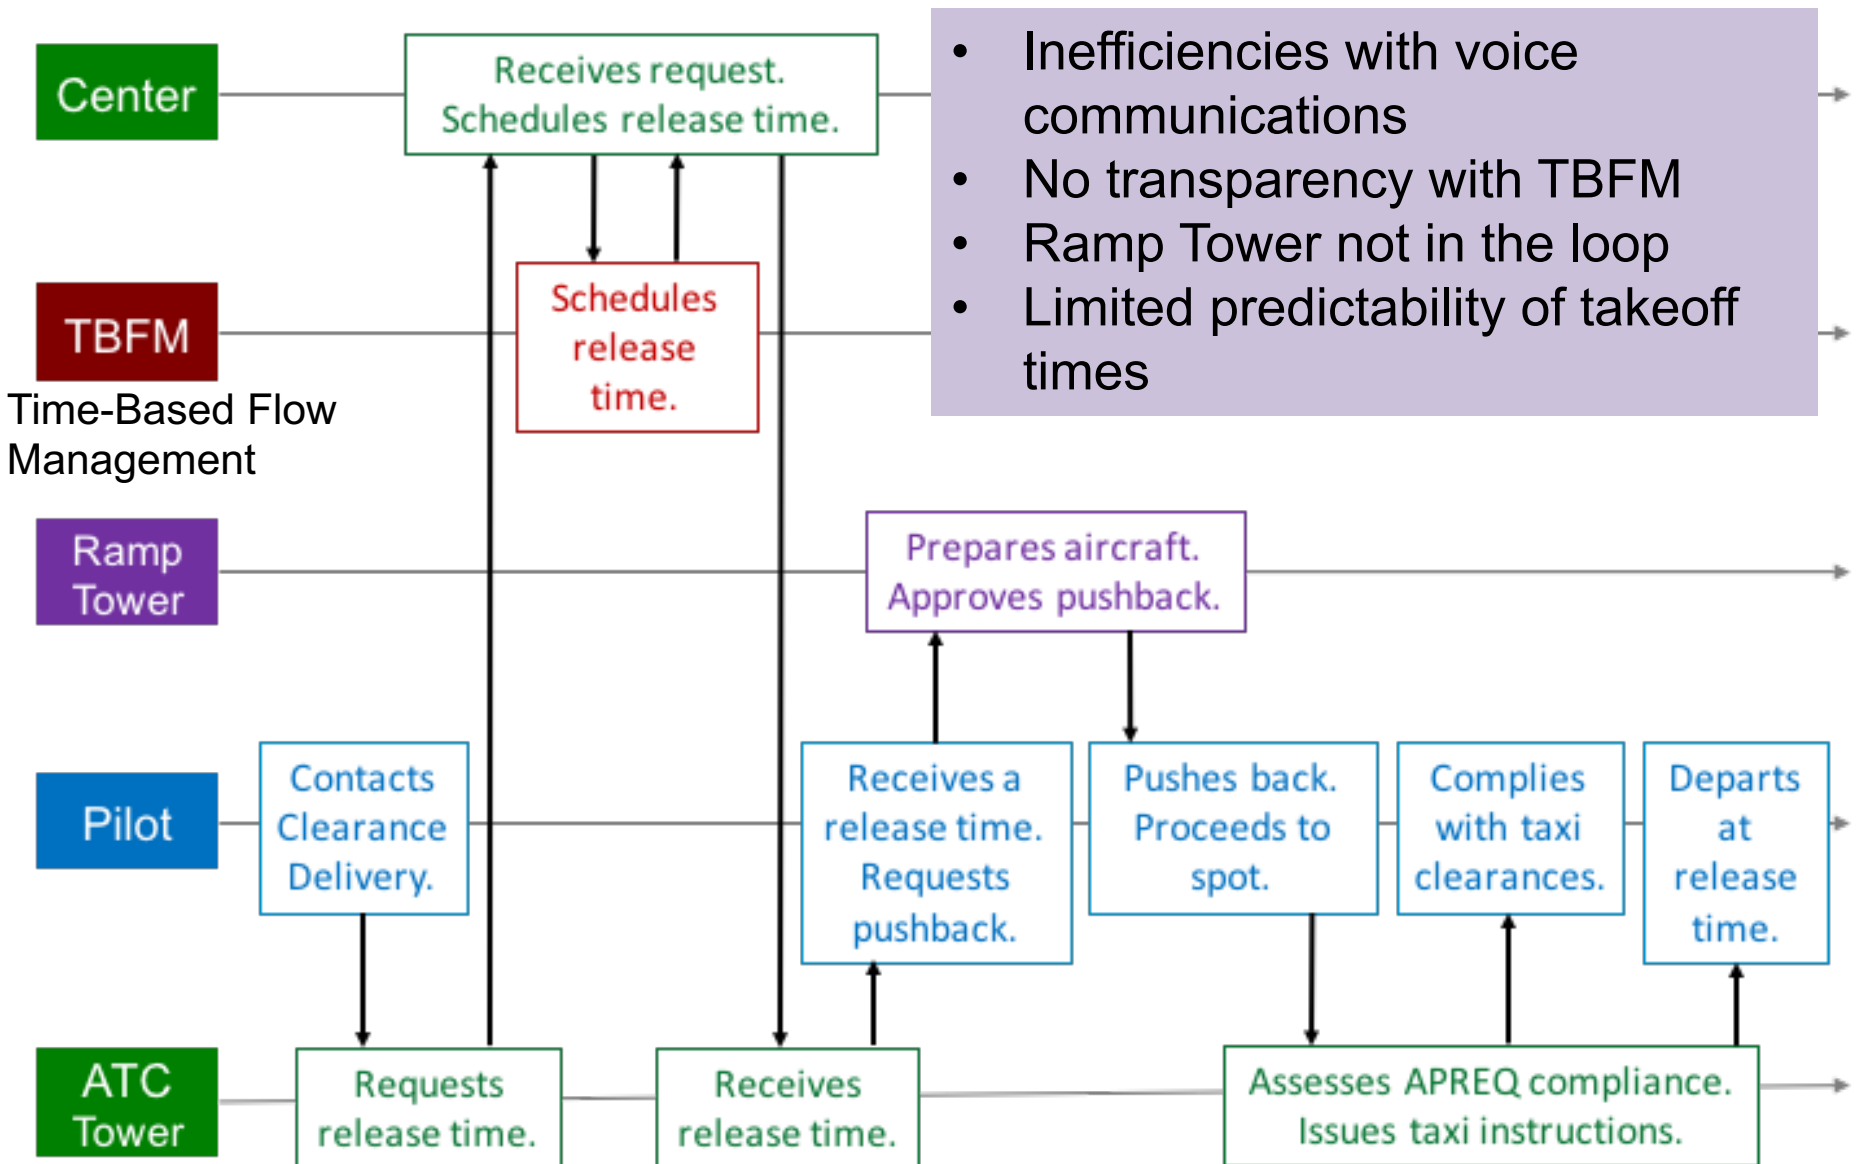 Center
Receives request.
Schedules release time.
• Inefficiencies with voice
communications
• No transparency with TBFM
• Ramp Tower not in the loop
• Limited predictability of takeoff
times
TBFM
Time-Based Flow
Management
Schedules
release
time.
Ramp
Tower
Prepares aircraft.
Approves pushback.
Pilot
Contacts
Clearance
Delivery.
Receives a
release time.
Requests
pushback.
Pushes back.
Proceeds to
spot.
Complies
with taxi
clearances.
Departs
at
release
time.
ATC
Tower
Requests
release time.
Receives
release time.
Assesses APREQ compliance.
Issues taxi instructions.